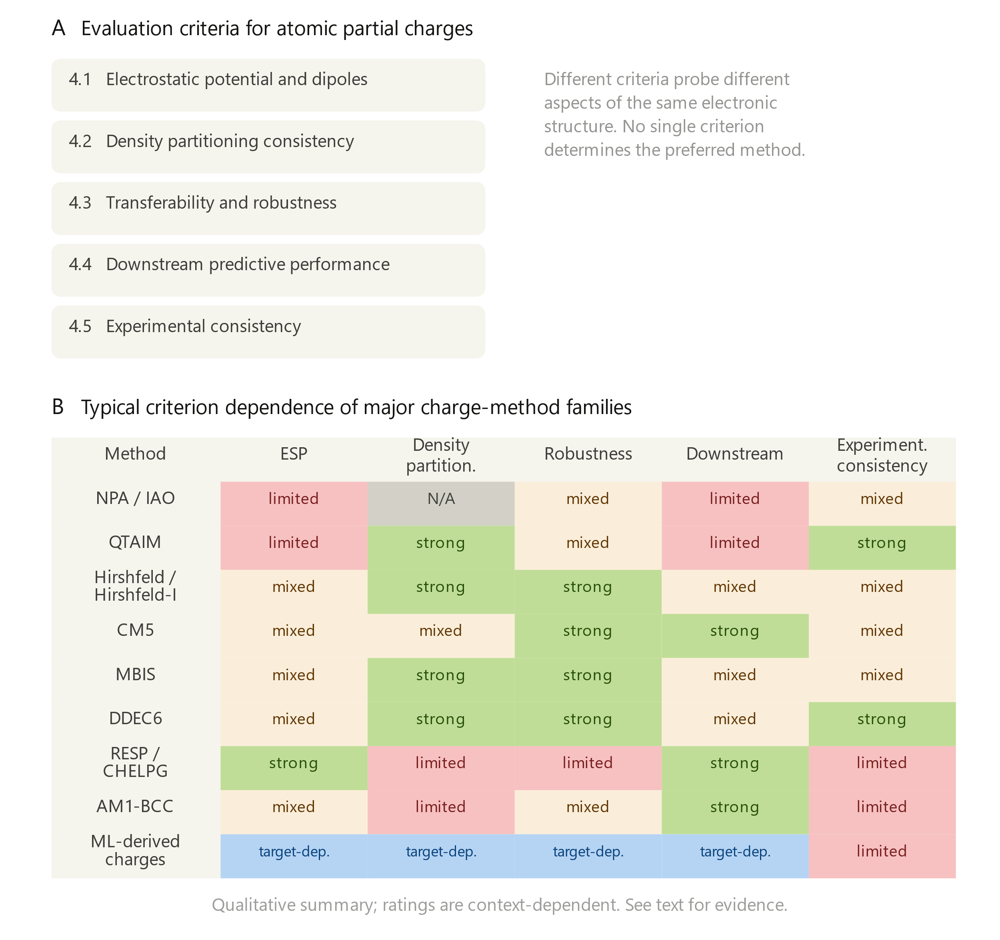 A Evaluation criteria for atomic partial charges
4.1 Electrostatic potential and dipoles
4.2 Density partitioning consistency
4.3 Transferability and robustness
4.4 Downstream predictive performance
4.5 Experimental consistency
Different criteria probe different
aspects of the same electronic
structure. No single criterion
determines the preferred method.
B Typical criterion dependence of major charge-method families
Method ESP Density partition. Robustness Downstream Experiment. consistency
NPA / IAO limited N/A mixed limited mixed
QTAIM limited strong mixed limited strong
Hirshfeld / Hirshfeld-I mixed strong strong mixed mixed
CM5 mixed mixed strong strong mixed
MBIS mixed strong strong mixed mixed
DDEC6 mixed strong strong mixed strong
RESP / CHELPG strong limited limited strong limited
AM1-BCC mixed limited mixed strong limited
ML-derived charges target-dep. target-dep. target-dep. target-dep. limited
Qualitative summary; ratings are context-dependent. See text for evidence.